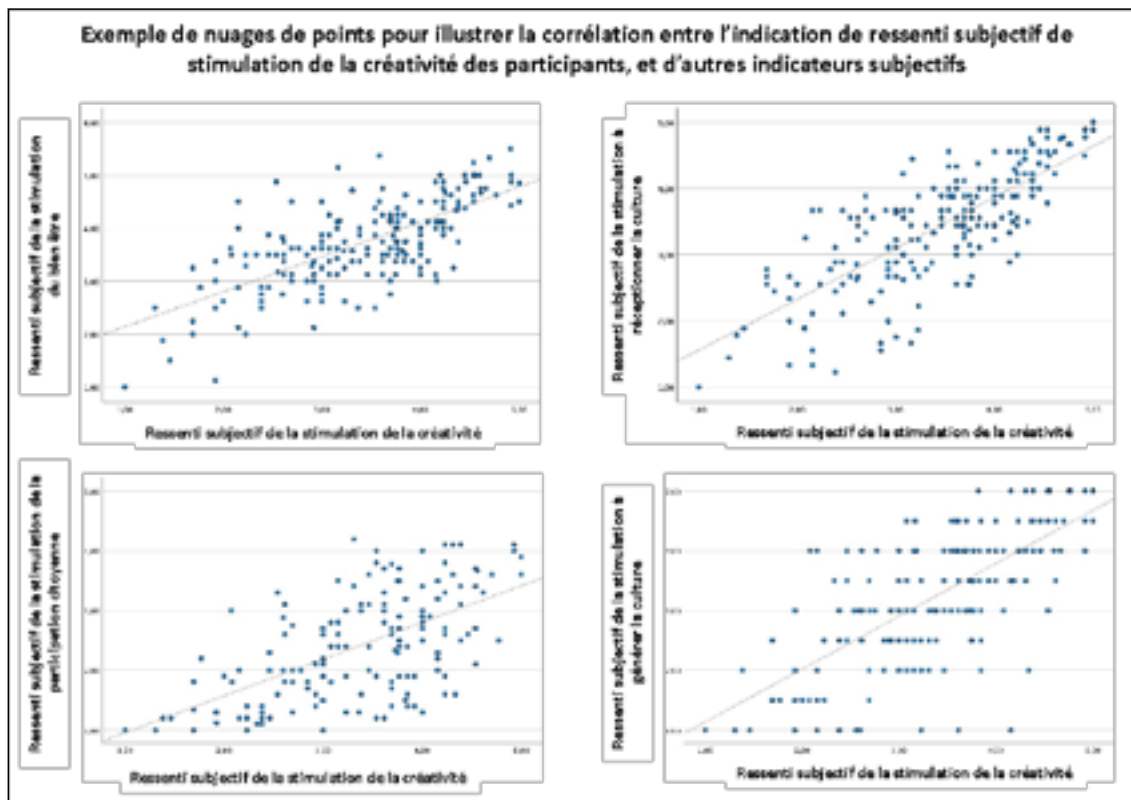 Exemple de nuages de points pour illustrer la corrélation entre l'indication de ressenti subjectif de
stimulation de la créativité des participants, et d'autres indicateurs subjectifs
Ressenti subjectif de la stimulation
du bien être
Ressenti subjectif de la stimulation de la créativité
Ressenti subjectif de la stimulation à
réceptionner la culture
Ressenti subjectif de la stimulation de la créativité
Ressenti subjectif de la stimulation de la
participation citoyenne
Ressenti subjectif de la stimulation de la créativité
Ressenti subjectif de la stimulation à
générer la culture
Ressenti subjectif de la stimulation de la créativité